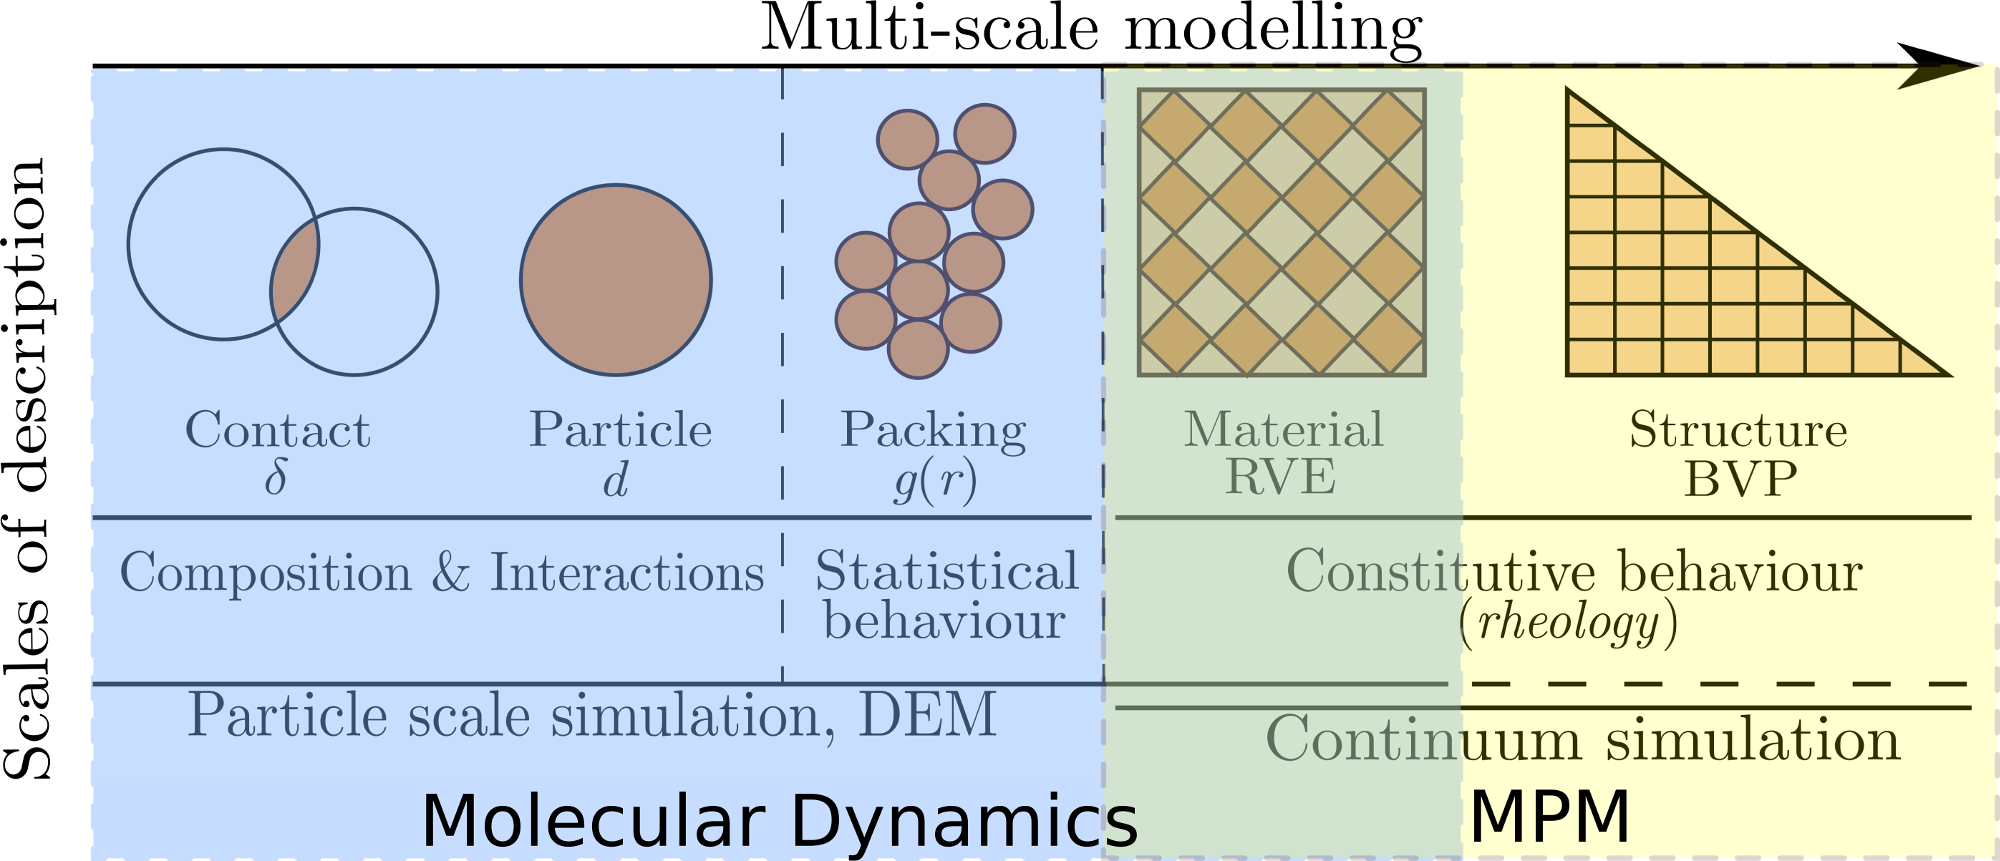 Multi-scale modelling
Scales of description
Contact
δ
Particle
d
Packing
g(r)
Material
RVE
Structure
BVP
Composition & Interactions
Statistical
behaviour
Constitutive behaviour
(rheology)
Particle scale simulation, DEM
Continuum simulation
Molecular Dynamics
MPM